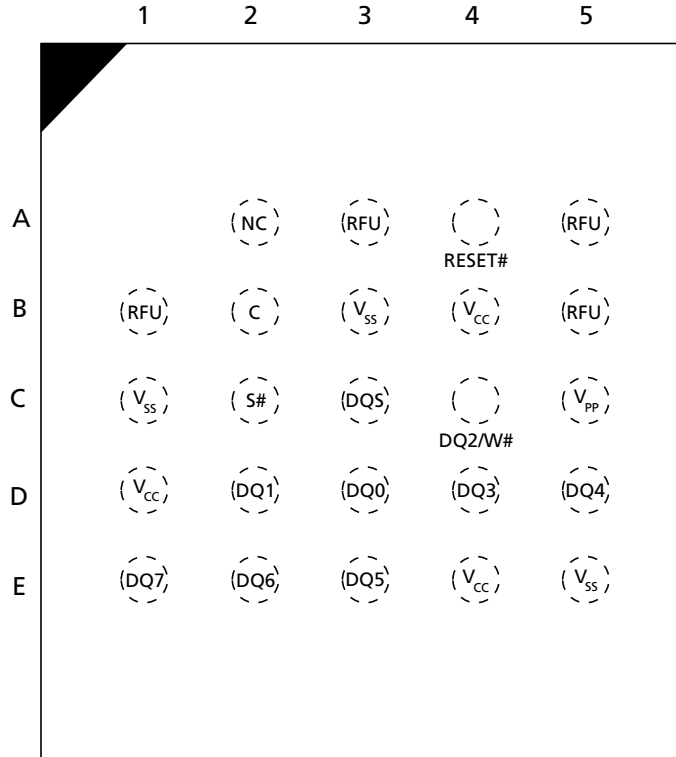 1 2 3 4 5
A NC RFU RFU
RESET#
B RFU C VSS VCC RFU
C VSS S# DQS VPP
DQ2/W#
D VCC DQ1 DQ0 DQ3 DQ4
E DQ7 DQ6 DQ5 VCC VSS